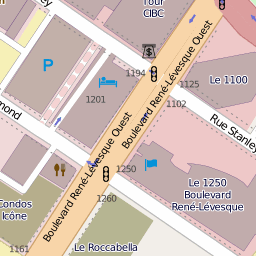 ey
Tour
CIBC
P
1194
Le 1100
1125
1201
1102
Rue Stanley
mond
Boulevard René-Lévesque Ouest
Boulevard René-Lévesque Ouest
1250
Le 1250
Boulevard
René-Lévesque
Condos
Icône
1260
1161
Le Roccabella